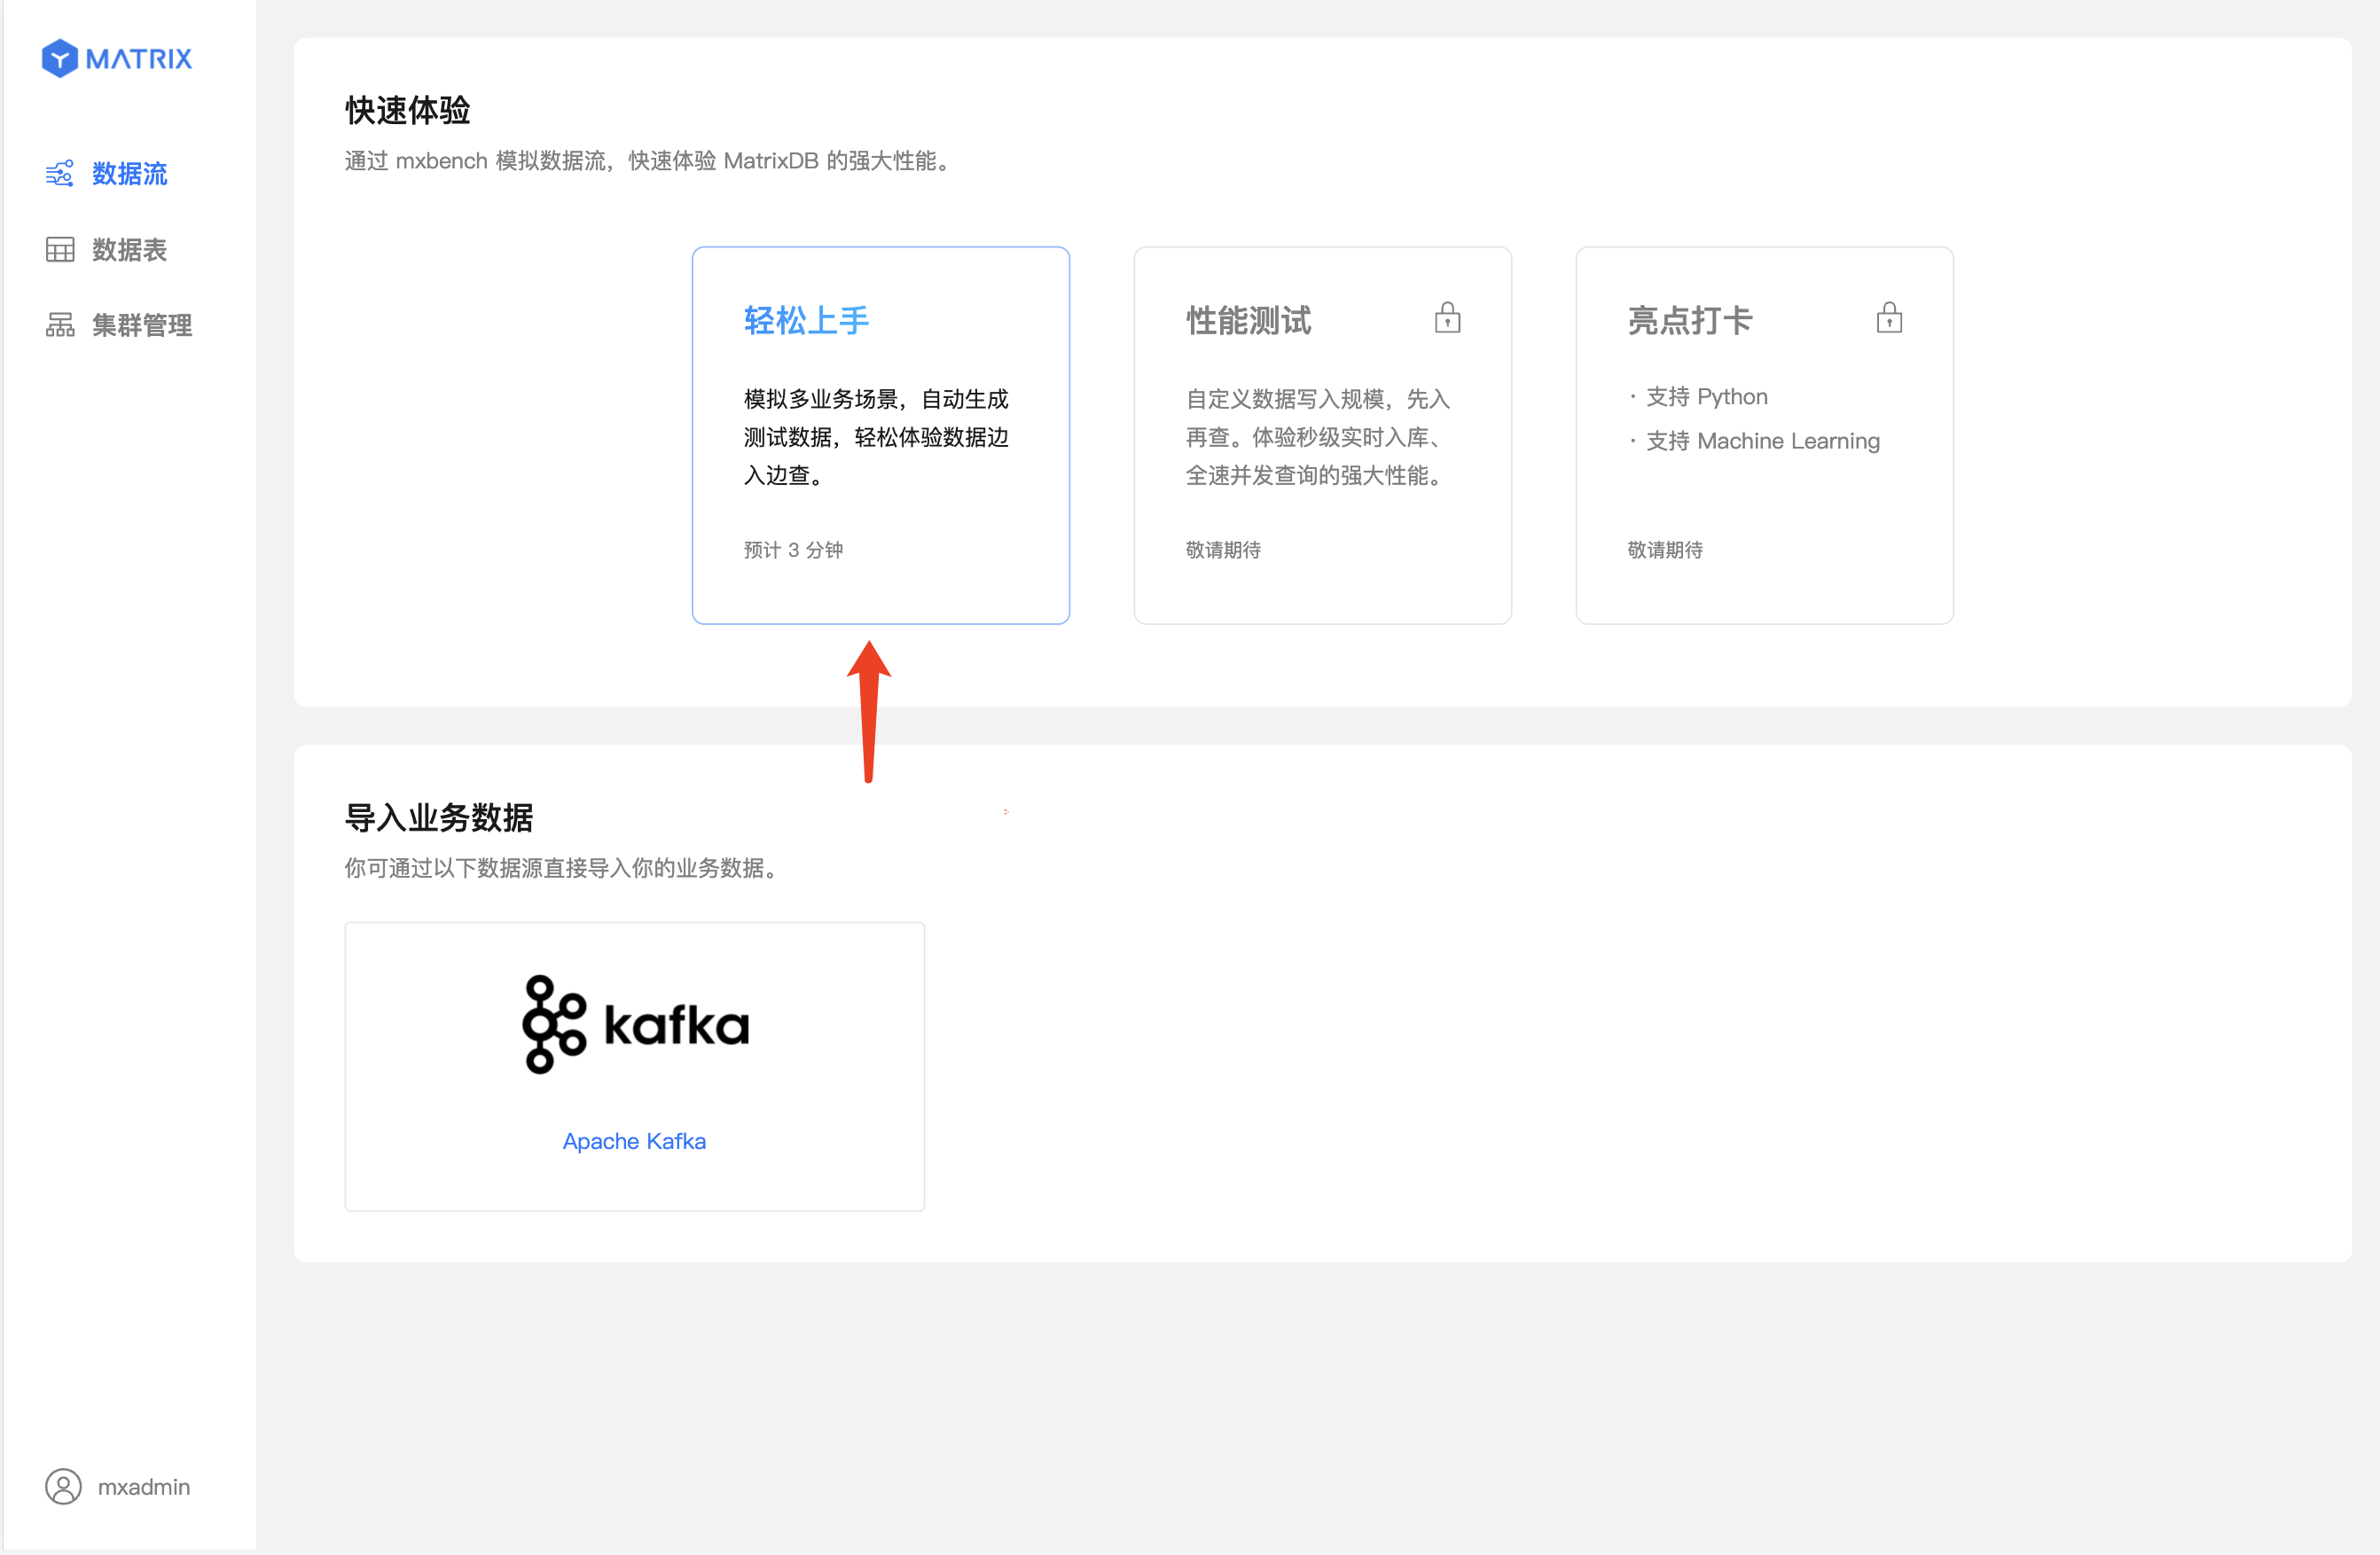 MATRIX
数据流
数据表
集群管理
mxadmin
快速体验
通过 mxbench 模拟数据流，快速体验 MatrixDB 的强大性能。
轻松上手
模拟多业务场景，自动生成
测试数据，轻松体验数据边
入边查。
预计 3 分钟
性能测试
自定义数据写入规模，先入
再查。体验秒级实时入库、
全速并发查询的强大性能。
敬请期待
亮点打卡
· 支持 Python
· 支持 Machine Learning
敬请期待
导入业务数据
你可通过以下数据源直接导入你的业务数据。
kafka
Apache Kafka